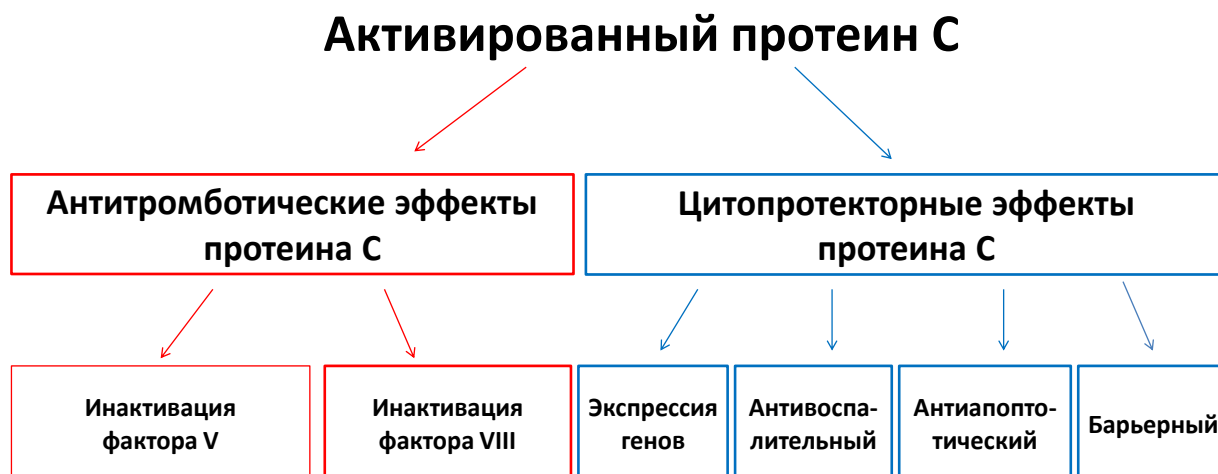 Активированный протеин С
Антитромботические эффекты
протеина С
Цитопротекторные эффекты
протеина С
Инактивация
фактора V
Инактивация
фактора VIII
Экспрессия
генов
Антивоспа-
лительный
Антиапопто-
тический
Барьерный